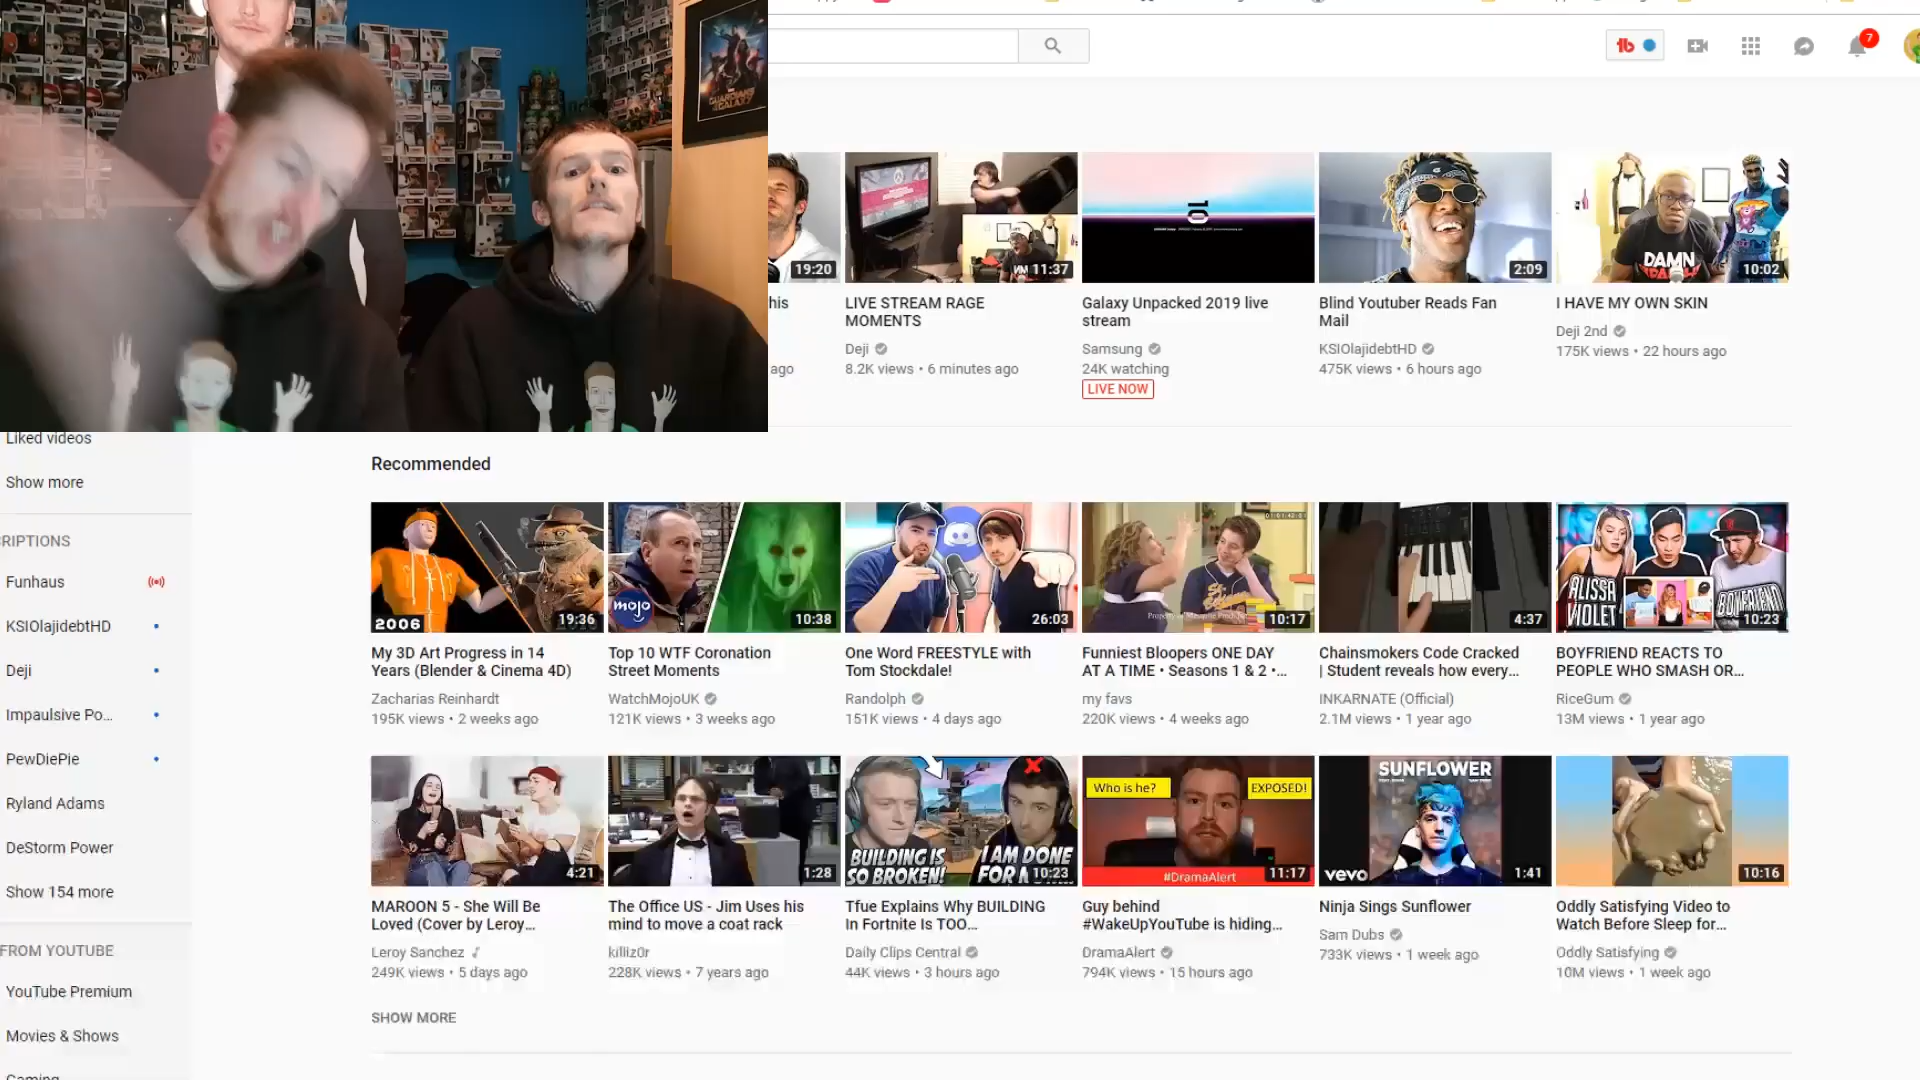 GUARDIANS
GALAXY
tb
7
19:20
11:37
10
2:09
DAMN
10:02
his
LIVE STREAM RAGE
MOMENTS
Galaxy Unpacked 2019 live
stream
Blind Youtuber Reads Fan
Mail
I HAVE MY OWN SKIN
Deji
Samsung
KSIOlajidebtHD
Deji 2nd
ago
8.2K views • 6 minutes ago
24K watching
475K views • 6 hours ago
175K views • 22 hours ago
LIVE NOW
Liked videos
Show more
RIPTIONS
Funhaus
KSIOlajidebtHD
Deji
Impaulsive Po...
PewDiePie
Ryland Adams
DeStorm Power
Show 154 more
FROM YOUTUBE
YouTube Premium
Movies & Shows
Gaming
Recommended
2006
19:36
mojo
10:38
26:03
10:17
4:37
ALISSA
VIOLET
BOYFRIEND
10:23
My 3D Art Progress in 14
Years (Blender & Cinema 4D)
Top 10 WTF Coronation
Street Moments
One Word FREESTYLE with
Tom Stockdale!
Funniest Bloopers ONE DAY
AT A TIME • Seasons 1 & 2 •...
Chainsmokers Code Cracked
| Student reveals how every...
BOYFRIEND REACTS TO
PEOPLE WHO SMASH OR...
Zacharias Reinhardt
WatchMojoUK
Randolph
my favs
INKARNATE (Official)
RiceGum
195K views • 2 weeks ago
121K views • 3 weeks ago
151K views • 4 days ago
220K views • 4 weeks ago
2.1M views • 1 year ago
13M views • 1 year ago
4:21
1:28
BUILDING IS
SO BROKEN!
I AM DONE
FOR
10:23
Who is he?
EXPOSED!
#DramaAlert
11:17
SUNFLOWER
vevo
1:41
10:16
MAROON 5 - She Will Be
Loved (Cover by Leroy...
The Office US - Jim Uses his
mind to move a coat rack
Tfue Explains Why BUILDING
In Fortnite Is TOO...
Guy behind
#WakeUpYouTube is hiding...
Ninja Sings Sunflower
Oddly Satisfying Video to
Watch Before Sleep for...
Leroy Sanchez
killiz0r
Daily Clips Central
DramaAlert
Sam Dubs
Oddly Satisfying
249K views • 5 days ago
228K views • 7 years ago
44K views • 3 hours ago
794K views • 15 hours ago
733K views • 1 week ago
10M views • 1 week ago
SHOW MORE